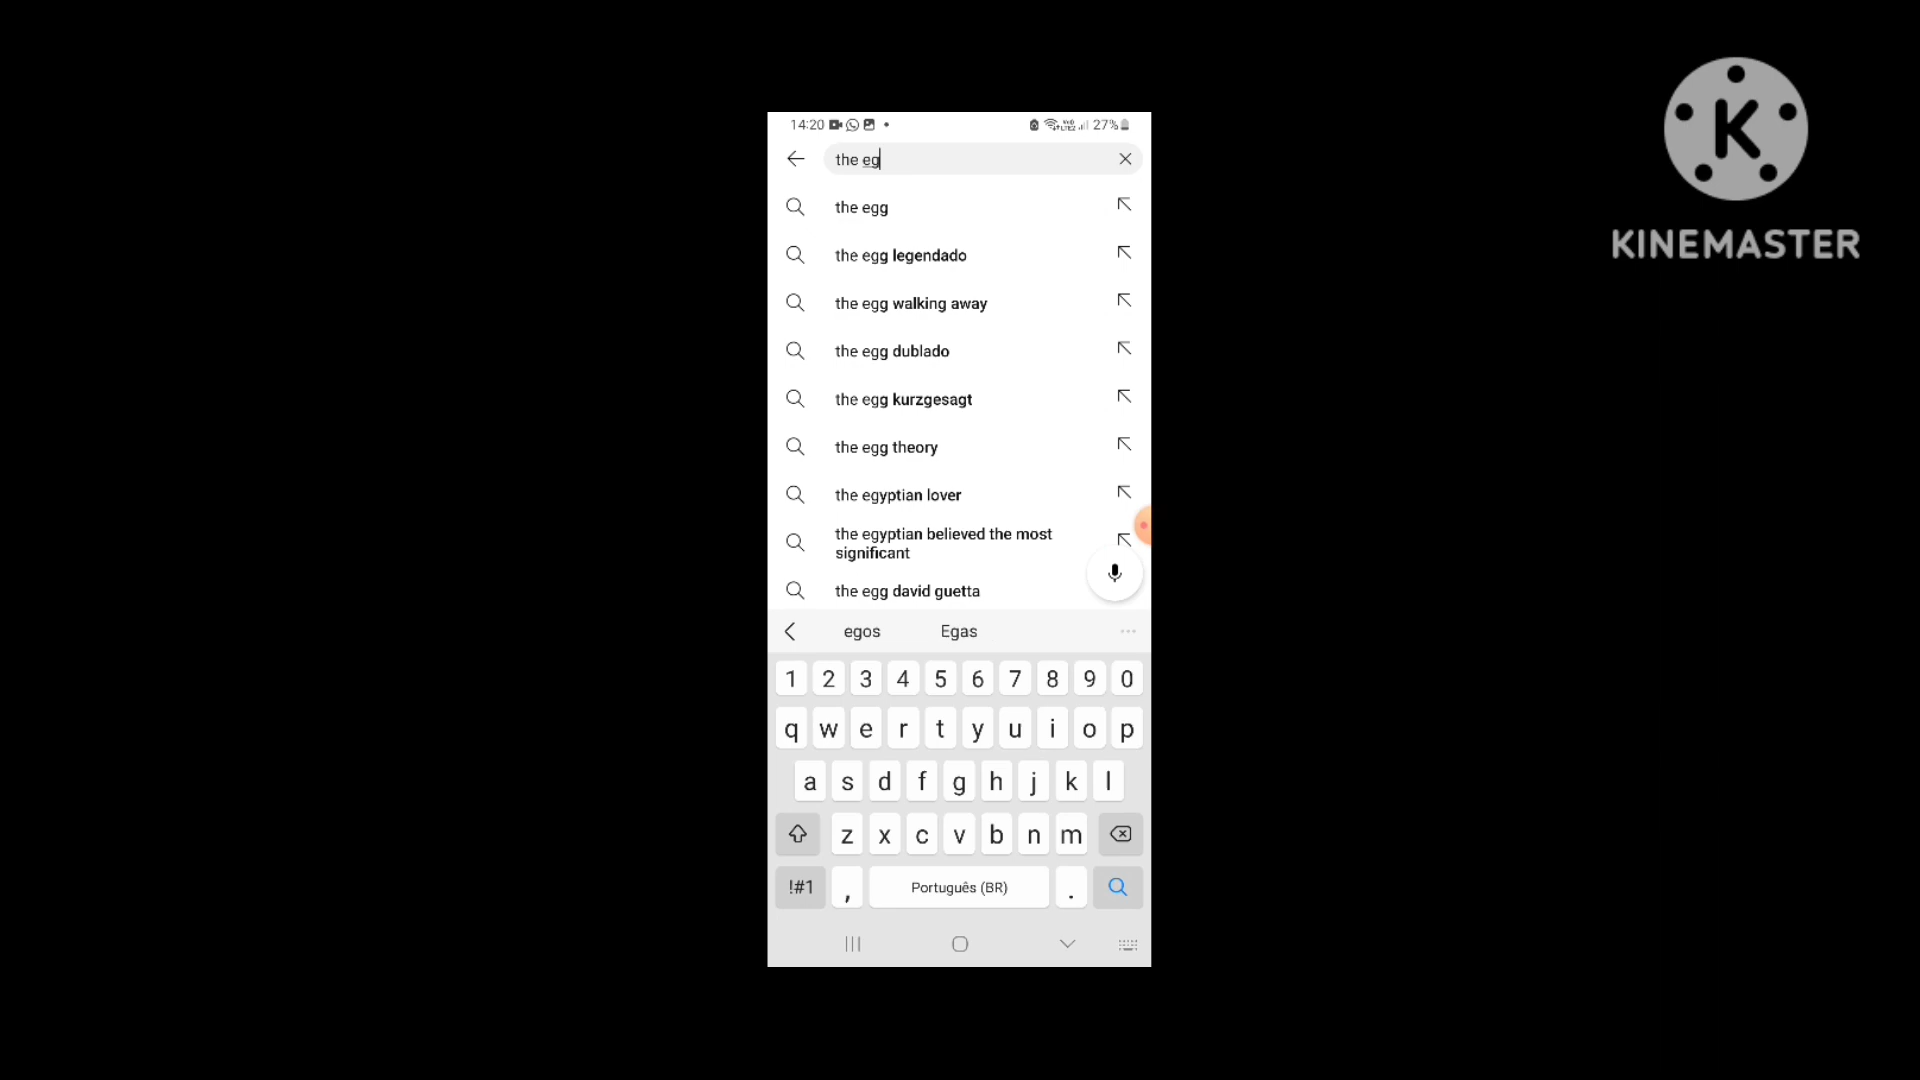 14:20
27%
K
KINEMASTER
the eg
the egg
the egg legendado
the egg walking away
the egg dublado
the egg kurzgesagt
the egg theory
the egyptian lover
the egyptian believed the most
significant
the egg david guetta
egos Egas
1 2 3 4 5 6 7 8 9 0
q w e r t y u i o p
a s d f g h j k l
z x c v b n m
!#1 , Português (BR) .